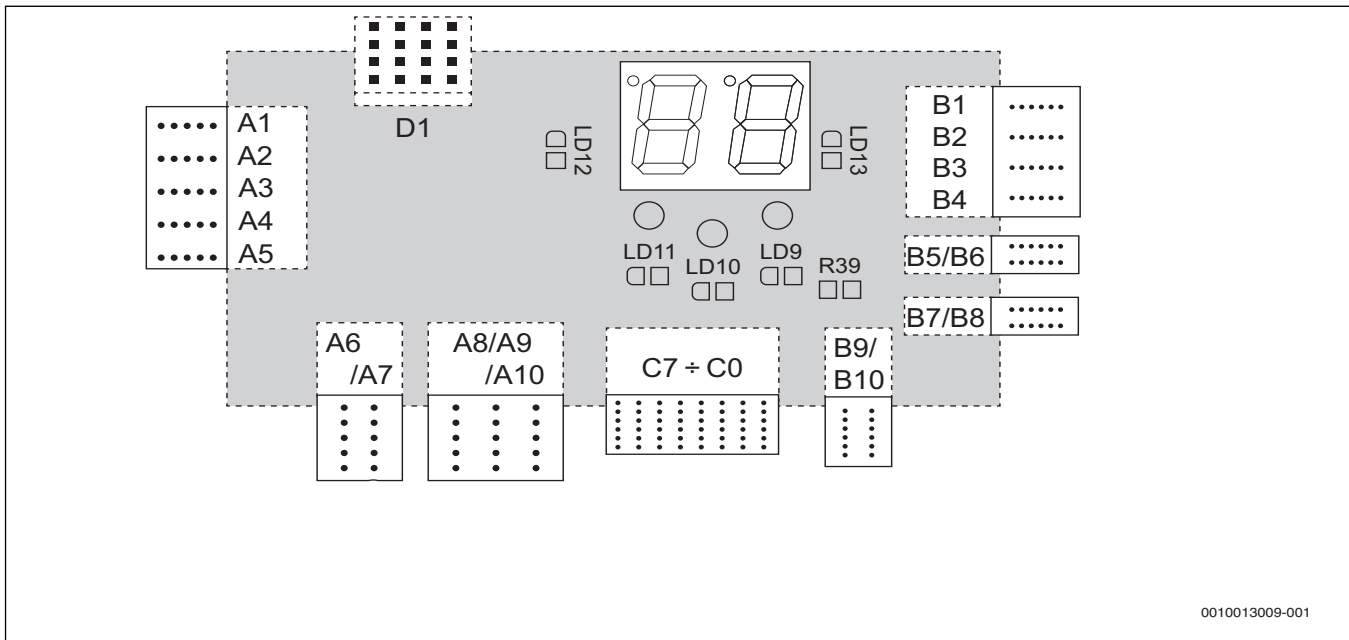 D1
A1
A2
A3
A4
A5
LD12
LD13
B1
B2
B3
B4
LD11
LD10
LD9
R39
B5/B6
B7/B8
A6
/A7
A8/A9
/A10
C7 ÷ C0
B9/
B10
0010013009-001